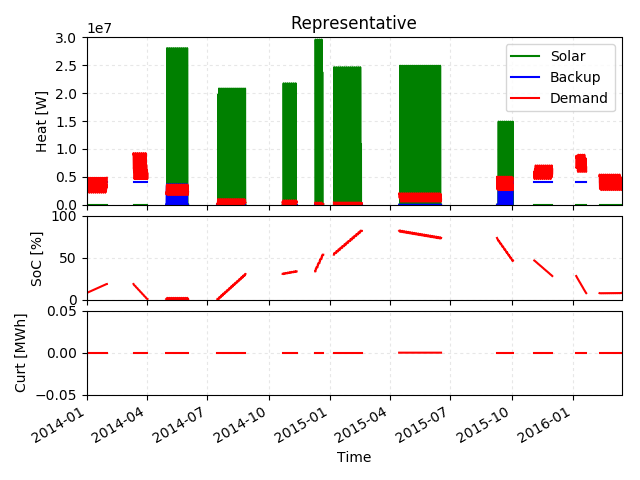 Representative
1e7
3.0
2.5
2.0
1.5
1.0
0.5
0.0
Heat [W]
Solar
Backup
Demand
100
50
0
SoC [%]
0.05
0.00
−0.05
Curt [MWh]
2014-01
2014-04
2014-07
2014-10
2015-01
2015-04
2015-07
2015-10
2016-01
Time